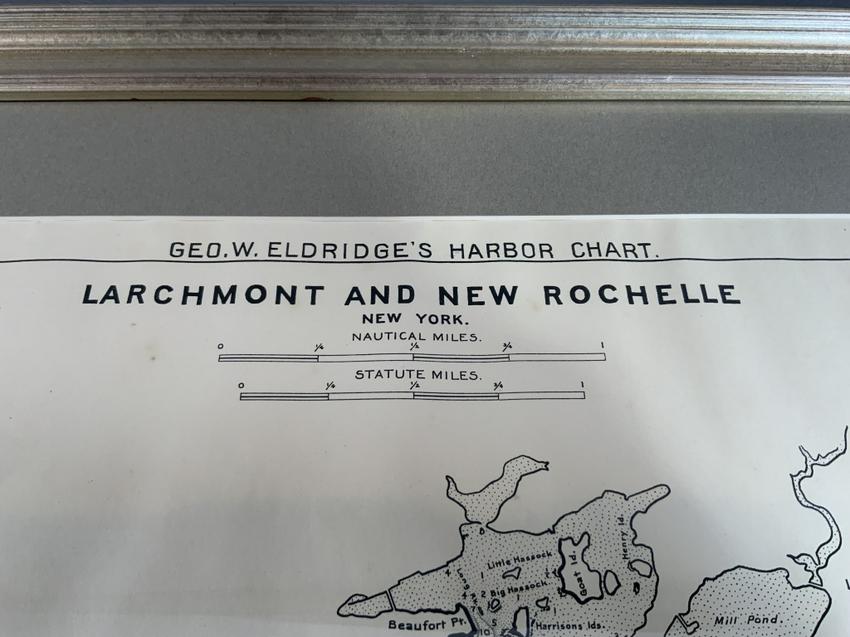 GEO. W. ELDRIDGE'S HARBOR CHART.
LARCHMONT AND NEW ROCHELLE
NEW YORK.
NAUTICAL MILES.
0 1/4 1/2 3/4 1
STATUTE MILES.
0 1/4 1/2 3/4 1
Henry Id.
Little Hassock
Goat Id.
Big Hassock
Mill Pond.
Beaufort Pt.
Harrisons Ids.